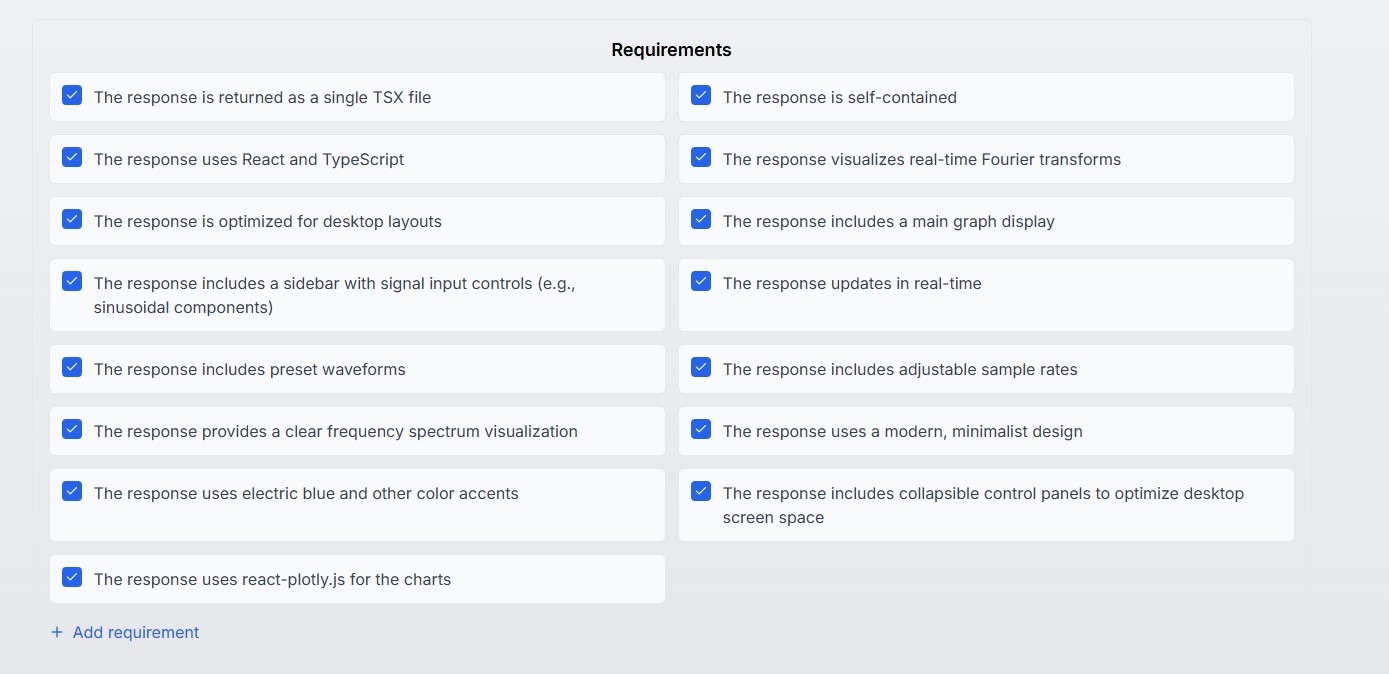 Requirements
The response is returned as a single TSX file
The response is self-contained
The response uses React and TypeScript
The response visualizes real-time Fourier transforms
The response is optimized for desktop layouts
The response includes a main graph display
The response includes a sidebar with signal input controls (e.g.,
sinusoidal components)
The response updates in real-time
The response includes preset waveforms
The response includes adjustable sample rates
The response provides a clear frequency spectrum visualization
The response uses a modern, minimalist design
The response uses electric blue and other color accents
The response includes collapsible control panels to optimize desktop
screen space
The response uses react-plotly.js for the charts
+ Add requirement